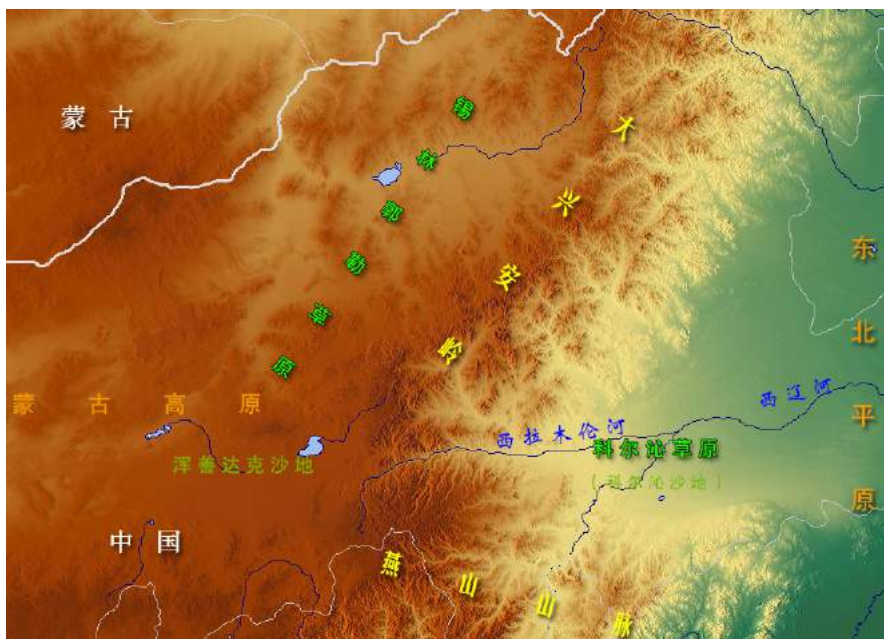 蒙古
锡林郭勒草原
大兴安岭
东北平原
蒙古高原
西辽河
西拉木伦河
科尔沁草原
(科尔沁沙地)
浑善达克沙地
中国
燕山山脉